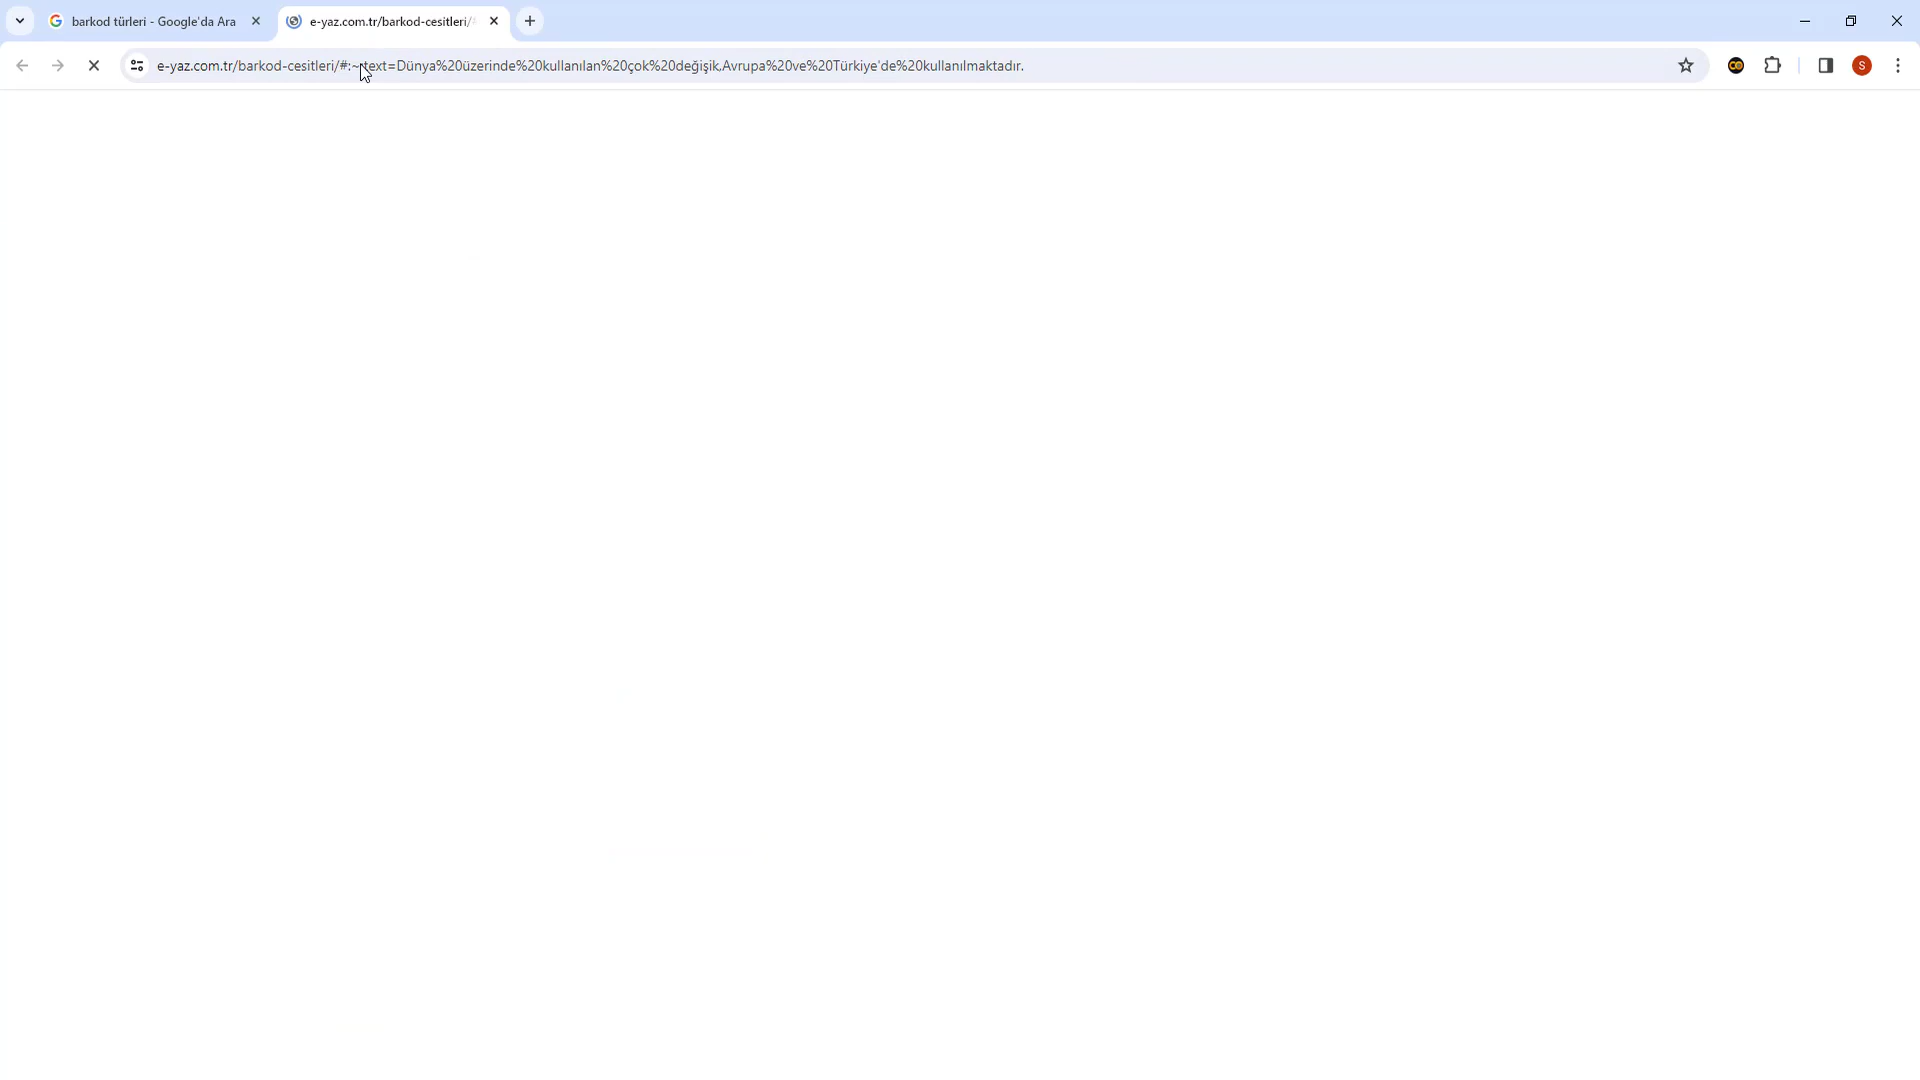 barkod türleri - Google'da Ara
e-yaz.com.tr/barkod-cesitleri/
e-yaz.com.tr/barkod-cesitleri/#:~:text=Dünya%20üzerinde%20kullanılan%20çok%20değişik,Avrupa%20ve%20Türkiye'de%20kullanılmaktadır.
S